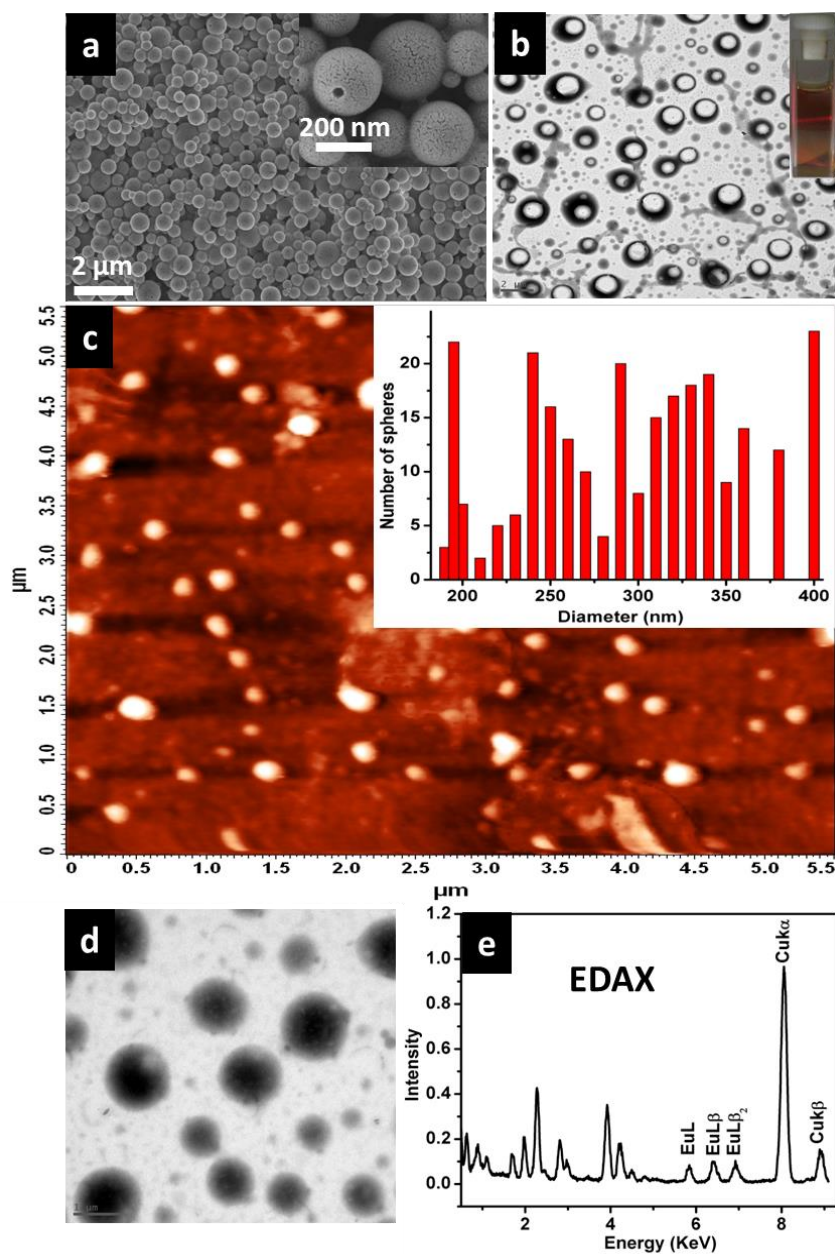 a
200 nm
2 µm
b
2 µm
c
5.5
5.0
4.5
4.0
3.5
3.0
2.5
2.0
1.5
1.0
0.5
0
µm
0 0.5 1.0 1.5 2.0 2.5 3.0 3.5 4.0 4.5 5.0 5.5
µm
20
15
10
5
0
Number of spheres
200 250 300 350 400
Diameter (nm)
d
e
EDAX
1.2
1.0
0.8
0.6
0.4
0.2
0.0
Intensity
EuL
EuLβ
EuLβ₂
Cukα
Cukβ
2 4 6 8
Energy (KeV)